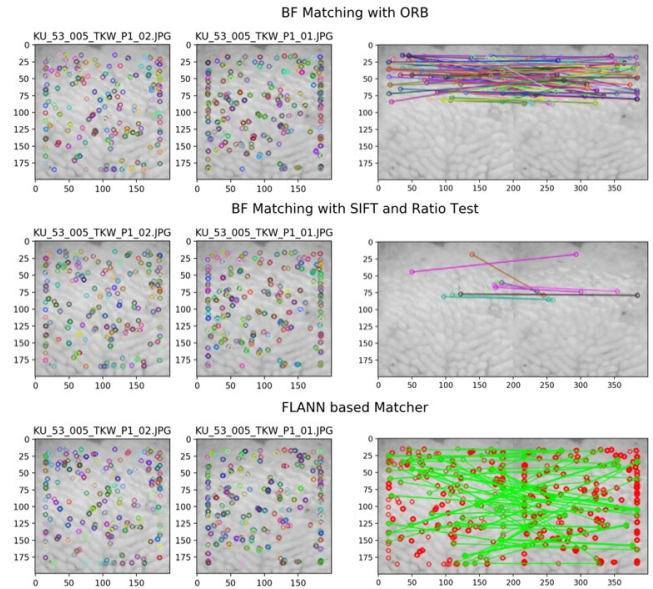 BF Matching with ORB
KU_53_005_TKW_P1_02.JPG KU_53_005_TKW_P1_01.JPG
0 0 0
25 25 25
50 50 50
75 75 75
100 100 100
125 125 125
150 150 150
175 175 175
0 50 100 150 0 50 100 150 0 50 100 150 200 250 300 350
BF Matching with SIFT and Ratio Test
KU_53_005_TKW_P1_02.JPG KU_53_005_TKW_P1_01.JPG
0 0 0
25 25 25
50 50 50
75 75 75
100 100 100
125 125 125
150 150 150
175 175 175
0 50 100 150 0 50 100 150 0 50 100 150 200 250 300 350
FLANN based Matcher
KU_53_005_TKW_P1_02.JPG KU_53_005_TKW_P1_01.JPG
0 0 0
25 25 25
50 50 50
75 75 75
100 100 100
125 125 125
150 150 150
175 175 175
0 50 100 150 0 50 100 150 0 50 100 150 200 250 300 350